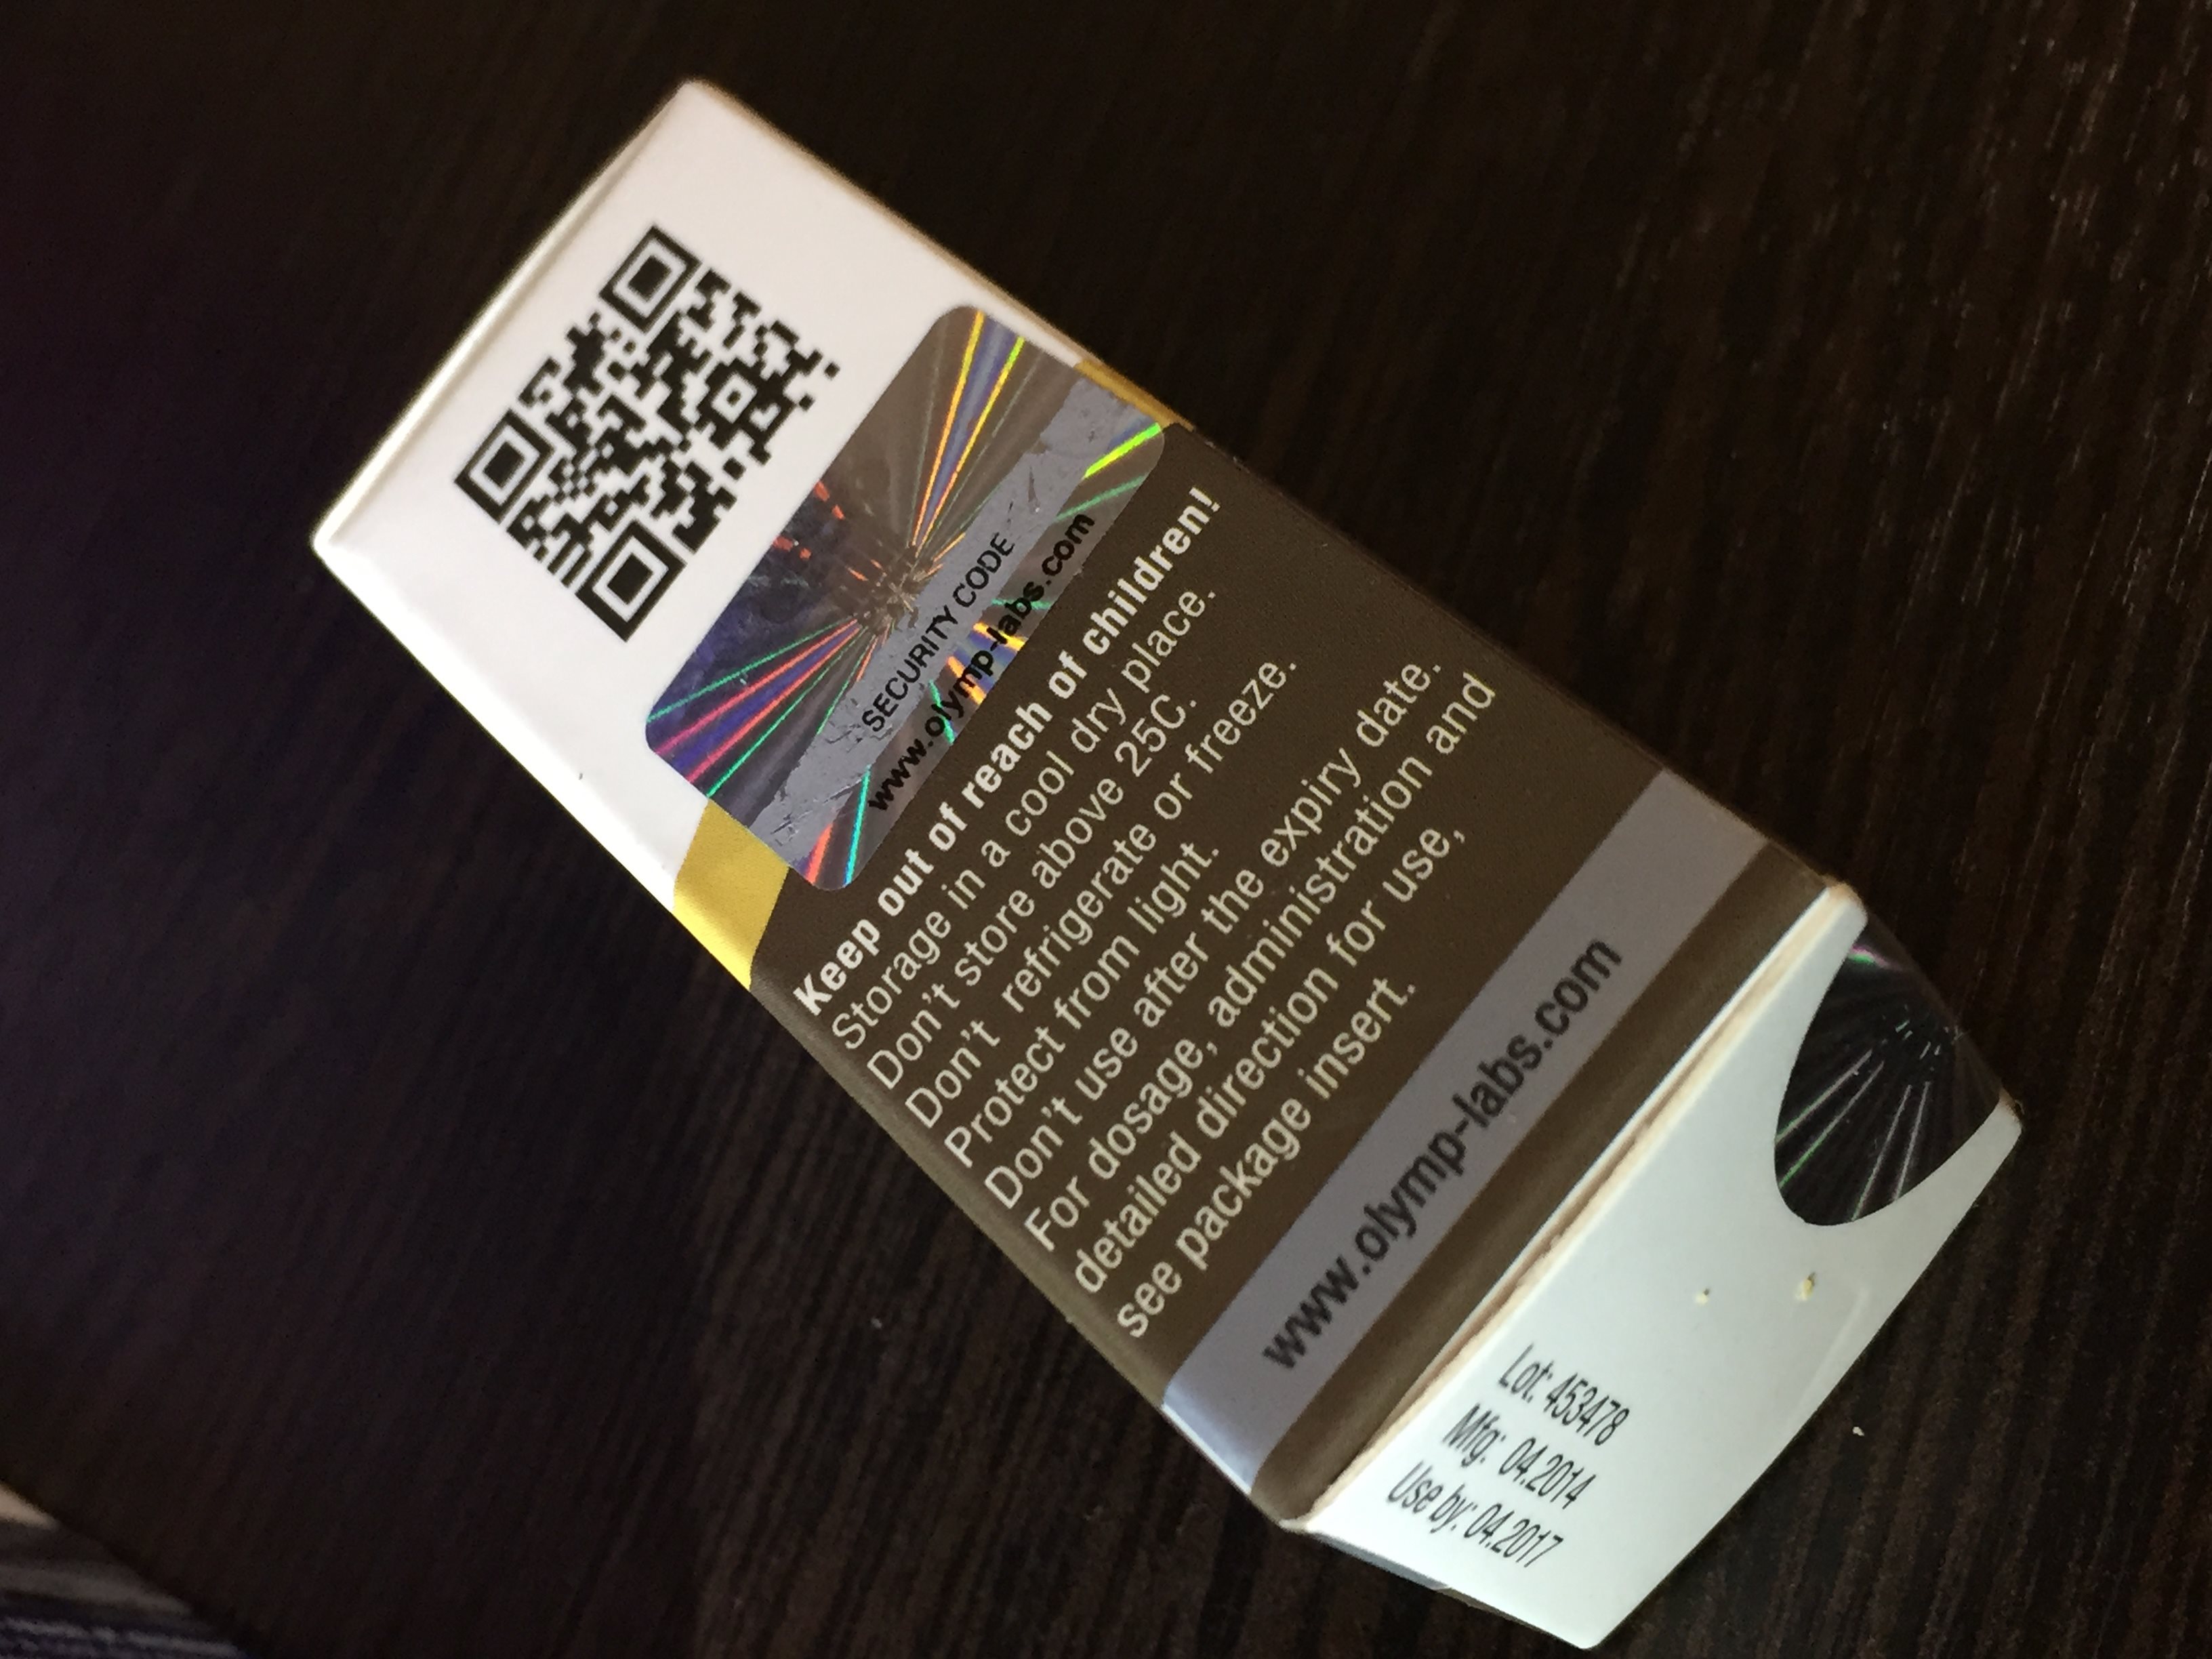 SECURITY CODE
www.olymp-labs.com
Keep out of reach of children!
Storage in a cool dry place.
Don't store above 25C.
Don't refrigerate or freeze.
Protect from light.
Don't use after the expiry date.
For dosage, administration and
detailed direction for use,
see package insert.
www.olymp-labs.com
Lot: 453478
Mfg: 04.2014
Use by: 04.2017